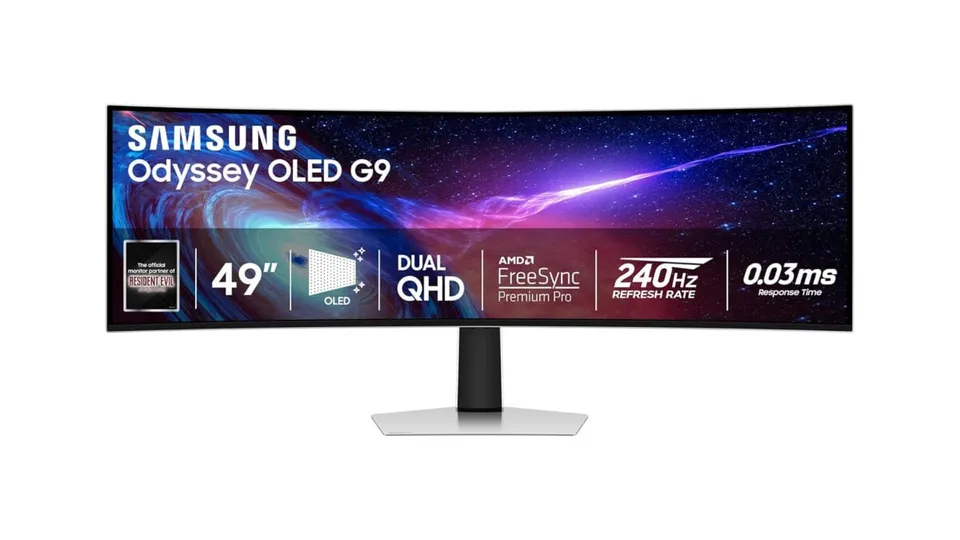 SAMSUNG
Odyssey OLED G9
The official
monitor partner of
RESIDENT EVIL
49”
OLED
DUAL
QHD
AMD
FreeSync
Premium Pro
240HZ
REFRESH RATE
0.03ms
Response Time